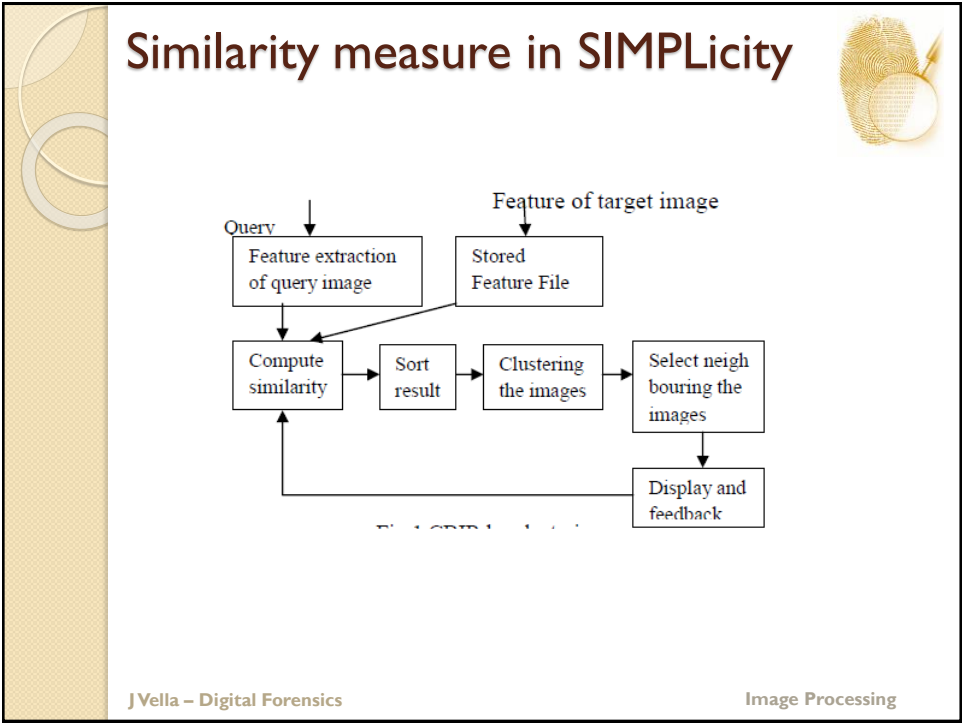 Similarity measure in SIMPLicity
Feature of target image
Query
Feature extraction
of query image
Stored
Feature File
Compute
similarity
Sort
result
Clustering
the images
Select neigh
bouring the
images
Display and
feedback
J Vella – Digital Forensics
Image Processing